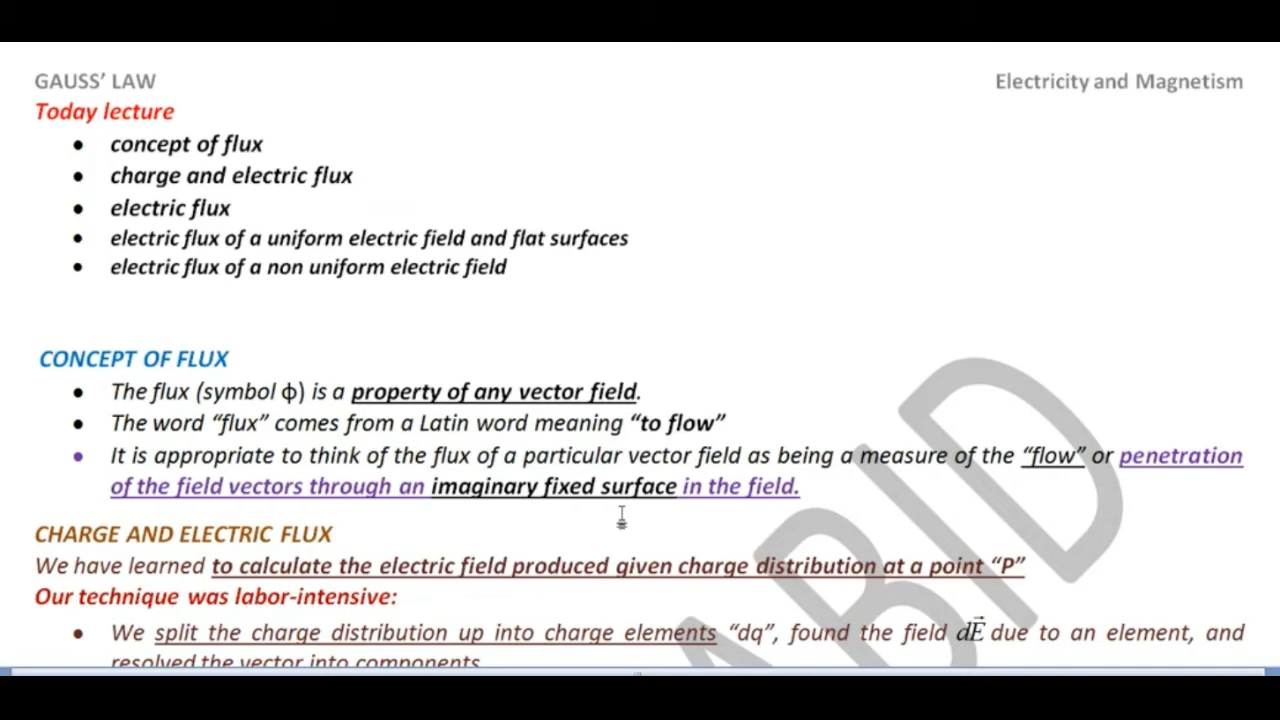 GAUSS’ LAW Electricity and Magnetism
Today lecture
• concept of flux
• charge and electric flux
• electric flux
• electric flux of a uniform electric field and flat surfaces
• electric flux of a non uniform electric field
CONCEPT OF FLUX
• The flux (symbol ϕ) is a property of any vector field.
• The word “flux” comes from a Latin word meaning “to flow”
• It is appropriate to think of the flux of a particular vector field as being a measure of the “flow” or penetration
of the field vectors through an imaginary fixed surface in the field.
CHARGE AND ELECTRIC FLUX
We have learned to calculate the electric field produced given charge distribution at a point “P”
Our technique was labor-intensive:
• We split the charge distribution up into charge elements “dq”, found the field dE⃗ due to an element, and
resolved the vector into components
ABID